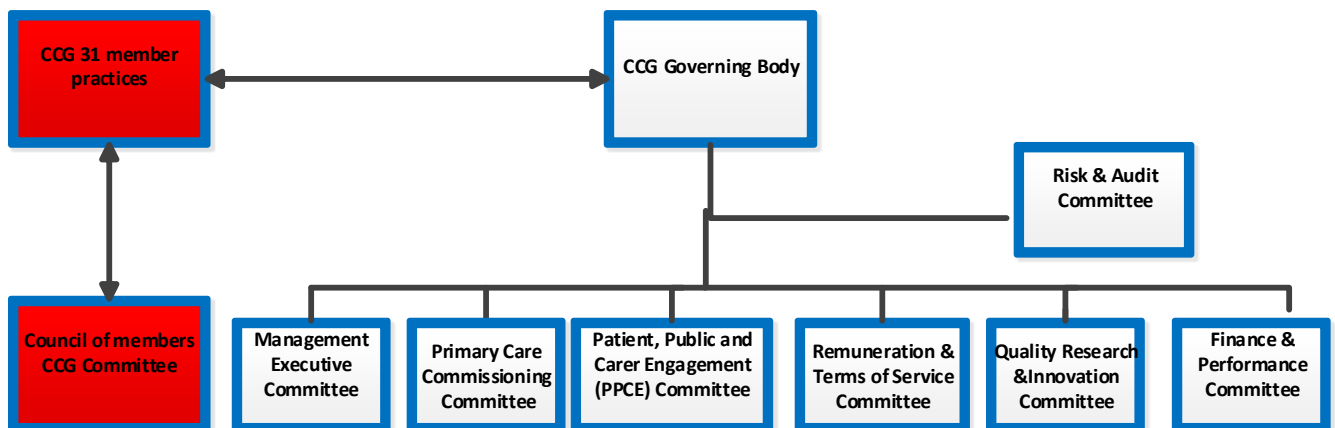 CCG 31 member
practices
CCG Governing Body
Risk & Audit
Committee
Council of members
CCG Committee
Management
Executive
Committee
Primary Care
Commissioning
Committee
Patient, Public and
Carer Engagement
(PPCE) Committee
Remuneration &
Terms of Service
Committee
Quality Research
&Innovation
Committee
Finance &
Performance
Committee